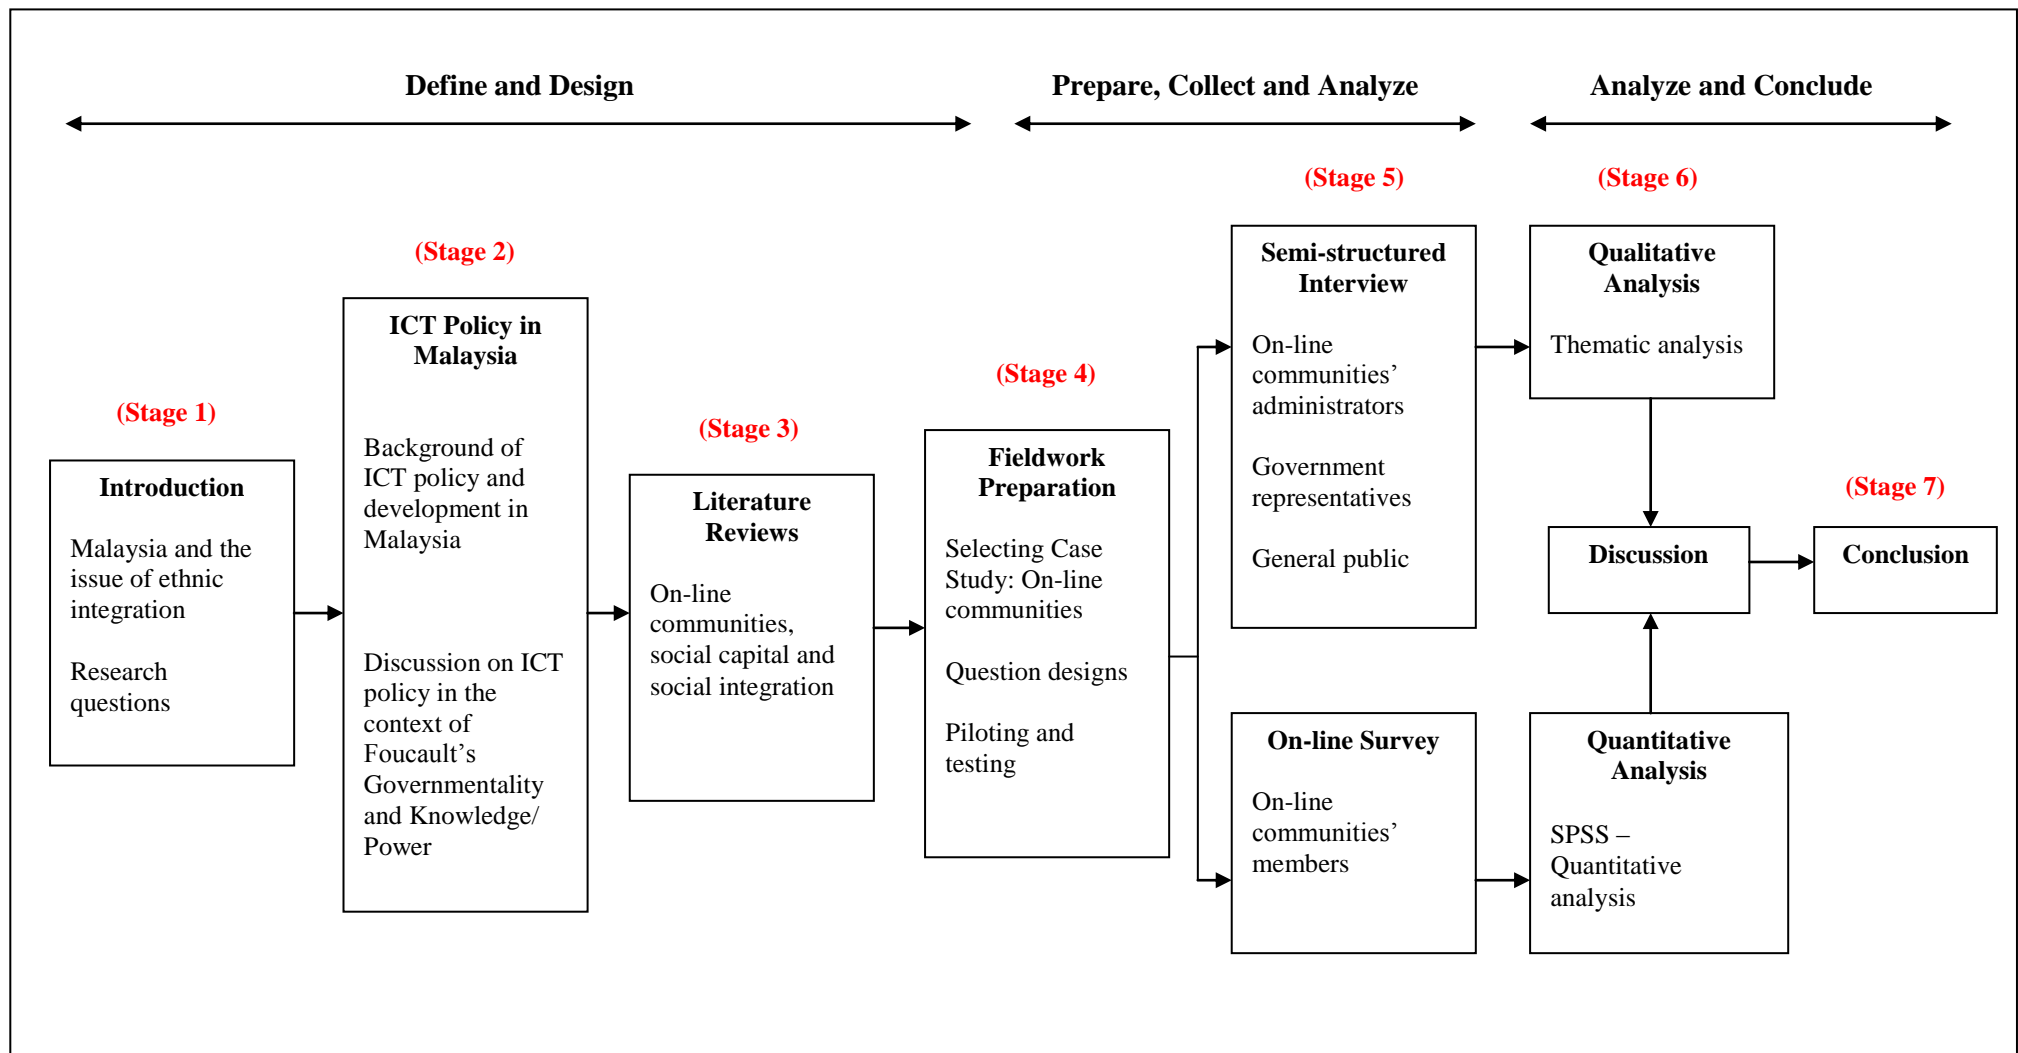 Define and Design
Prepare, Collect and Analyze
Analyze and Conclude
(Stage 1)
Introduction
Malaysia and the
issue of ethnic
integration
Research
questions
(Stage 2)
ICT Policy in
Malaysia
Background of
ICT policy and
development in
Malaysia
Discussion on ICT
policy in the
context of
Foucault’s
Governmentality
and Knowledge/
Power
(Stage 3)
Literature
Reviews
On-line
communities,
social capital and
social integration
(Stage 4)
Fieldwork
Preparation
Selecting Case
Study: On-line
communities
Question designs
Piloting and
testing
(Stage 5)
Semi-structured
Interview
On-line
communities’
administrators
Government
representatives
General public
On-line Survey
On-line
communities’
members
(Stage 6)
Qualitative
Analysis
Thematic analysis
Discussion
Quantitative
Analysis
SPSS –
Quantitative
analysis
(Stage 7)
Conclusion